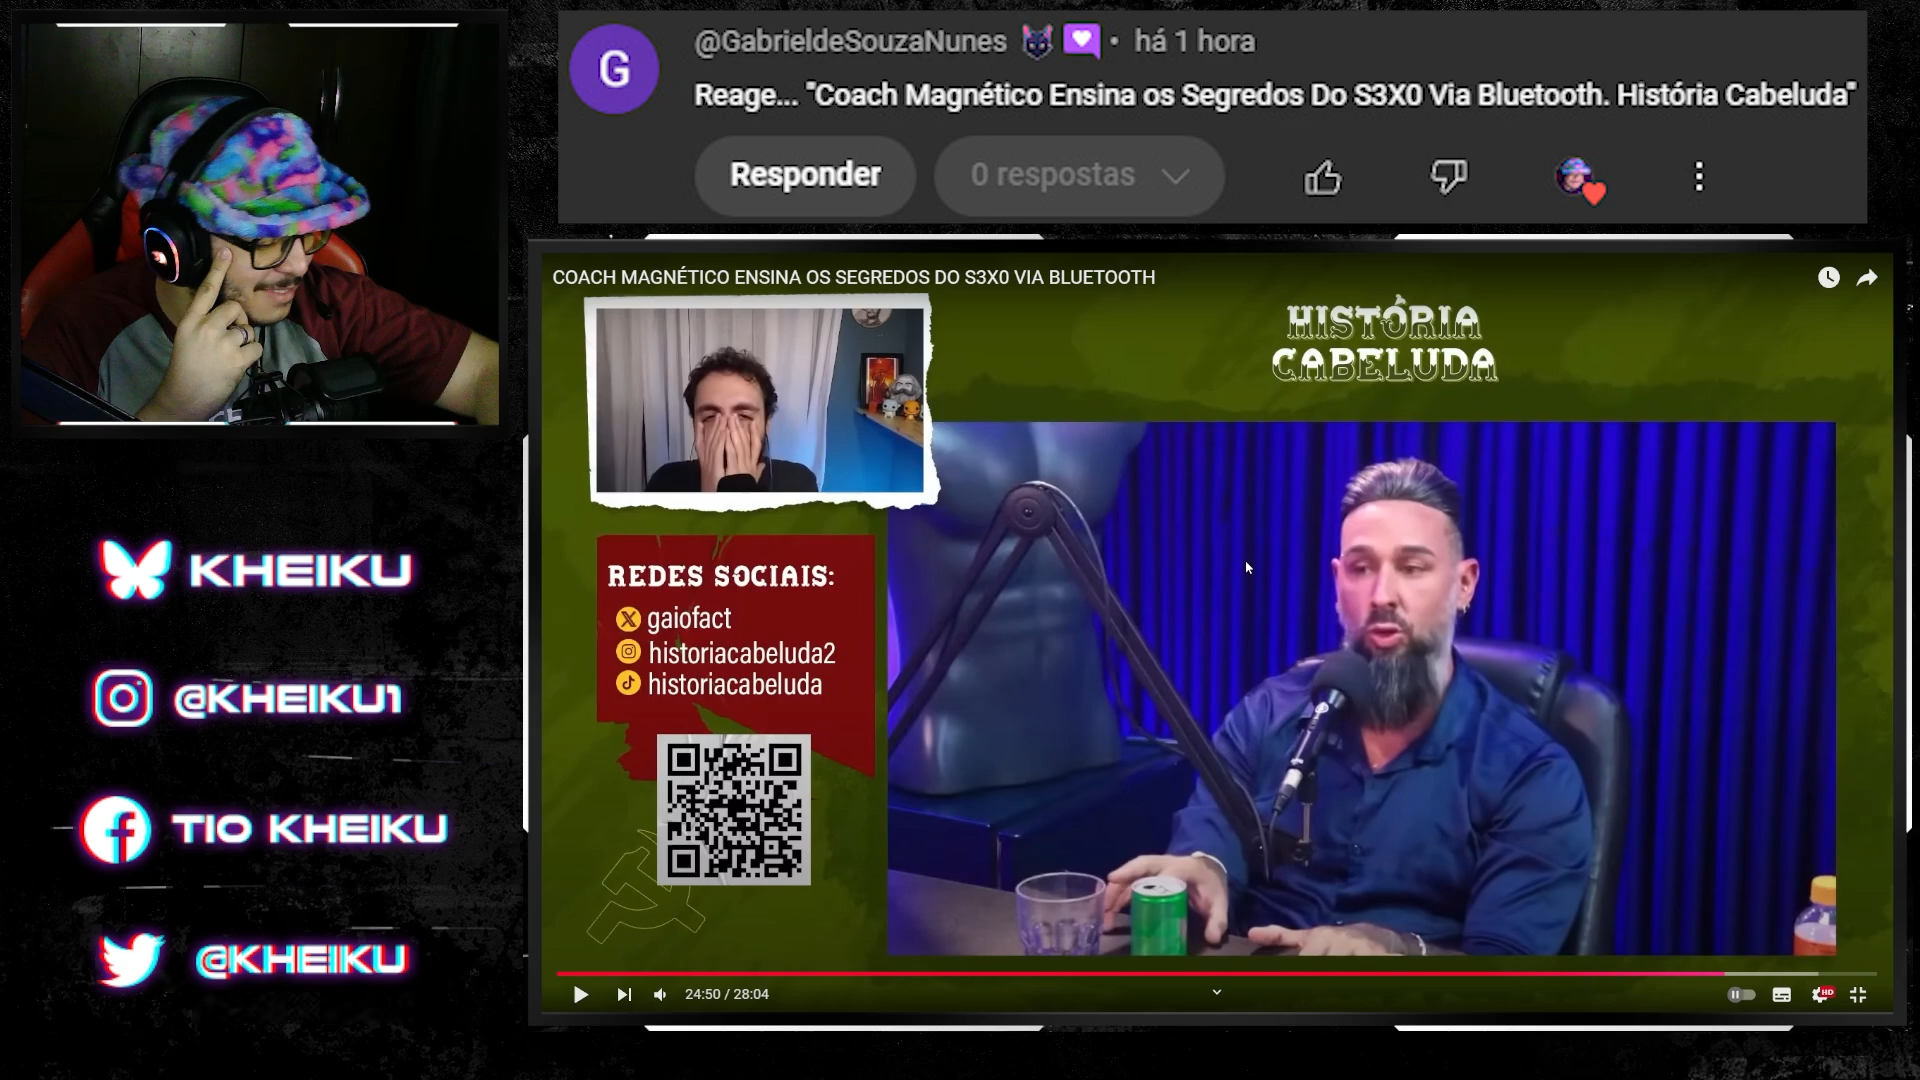 G
@GabrieldeSouzaNunes • há 1 hora
Reage... "Coach Magnético Ensina os Segredos Do S3X0 Via Bluetooth. História Cabeluda"
Responder
0 respostas
COACH MAGNÉTICO ENSINA OS SEGREDOS DO S3X0 VIA BLUETOOTH
HISTÓRIA
CABELUDA
REDES SOCIAIS:
gaiofact
historiacabeluda2
historiacabeluda
KHEIKU
@KHEIKU1
TIO KHEIKU
@KHEIKU
24:50 / 28:04
HD